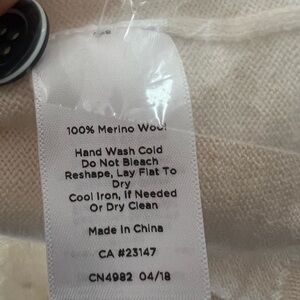 100% Merino Wool
Hand Wash Cold
Do Not Bleach
Reshape, Lay Flat To
Dry
Cool Iron, If Needed
Or Dry Clean
Made In China
CA #23147
CN4982 04/18